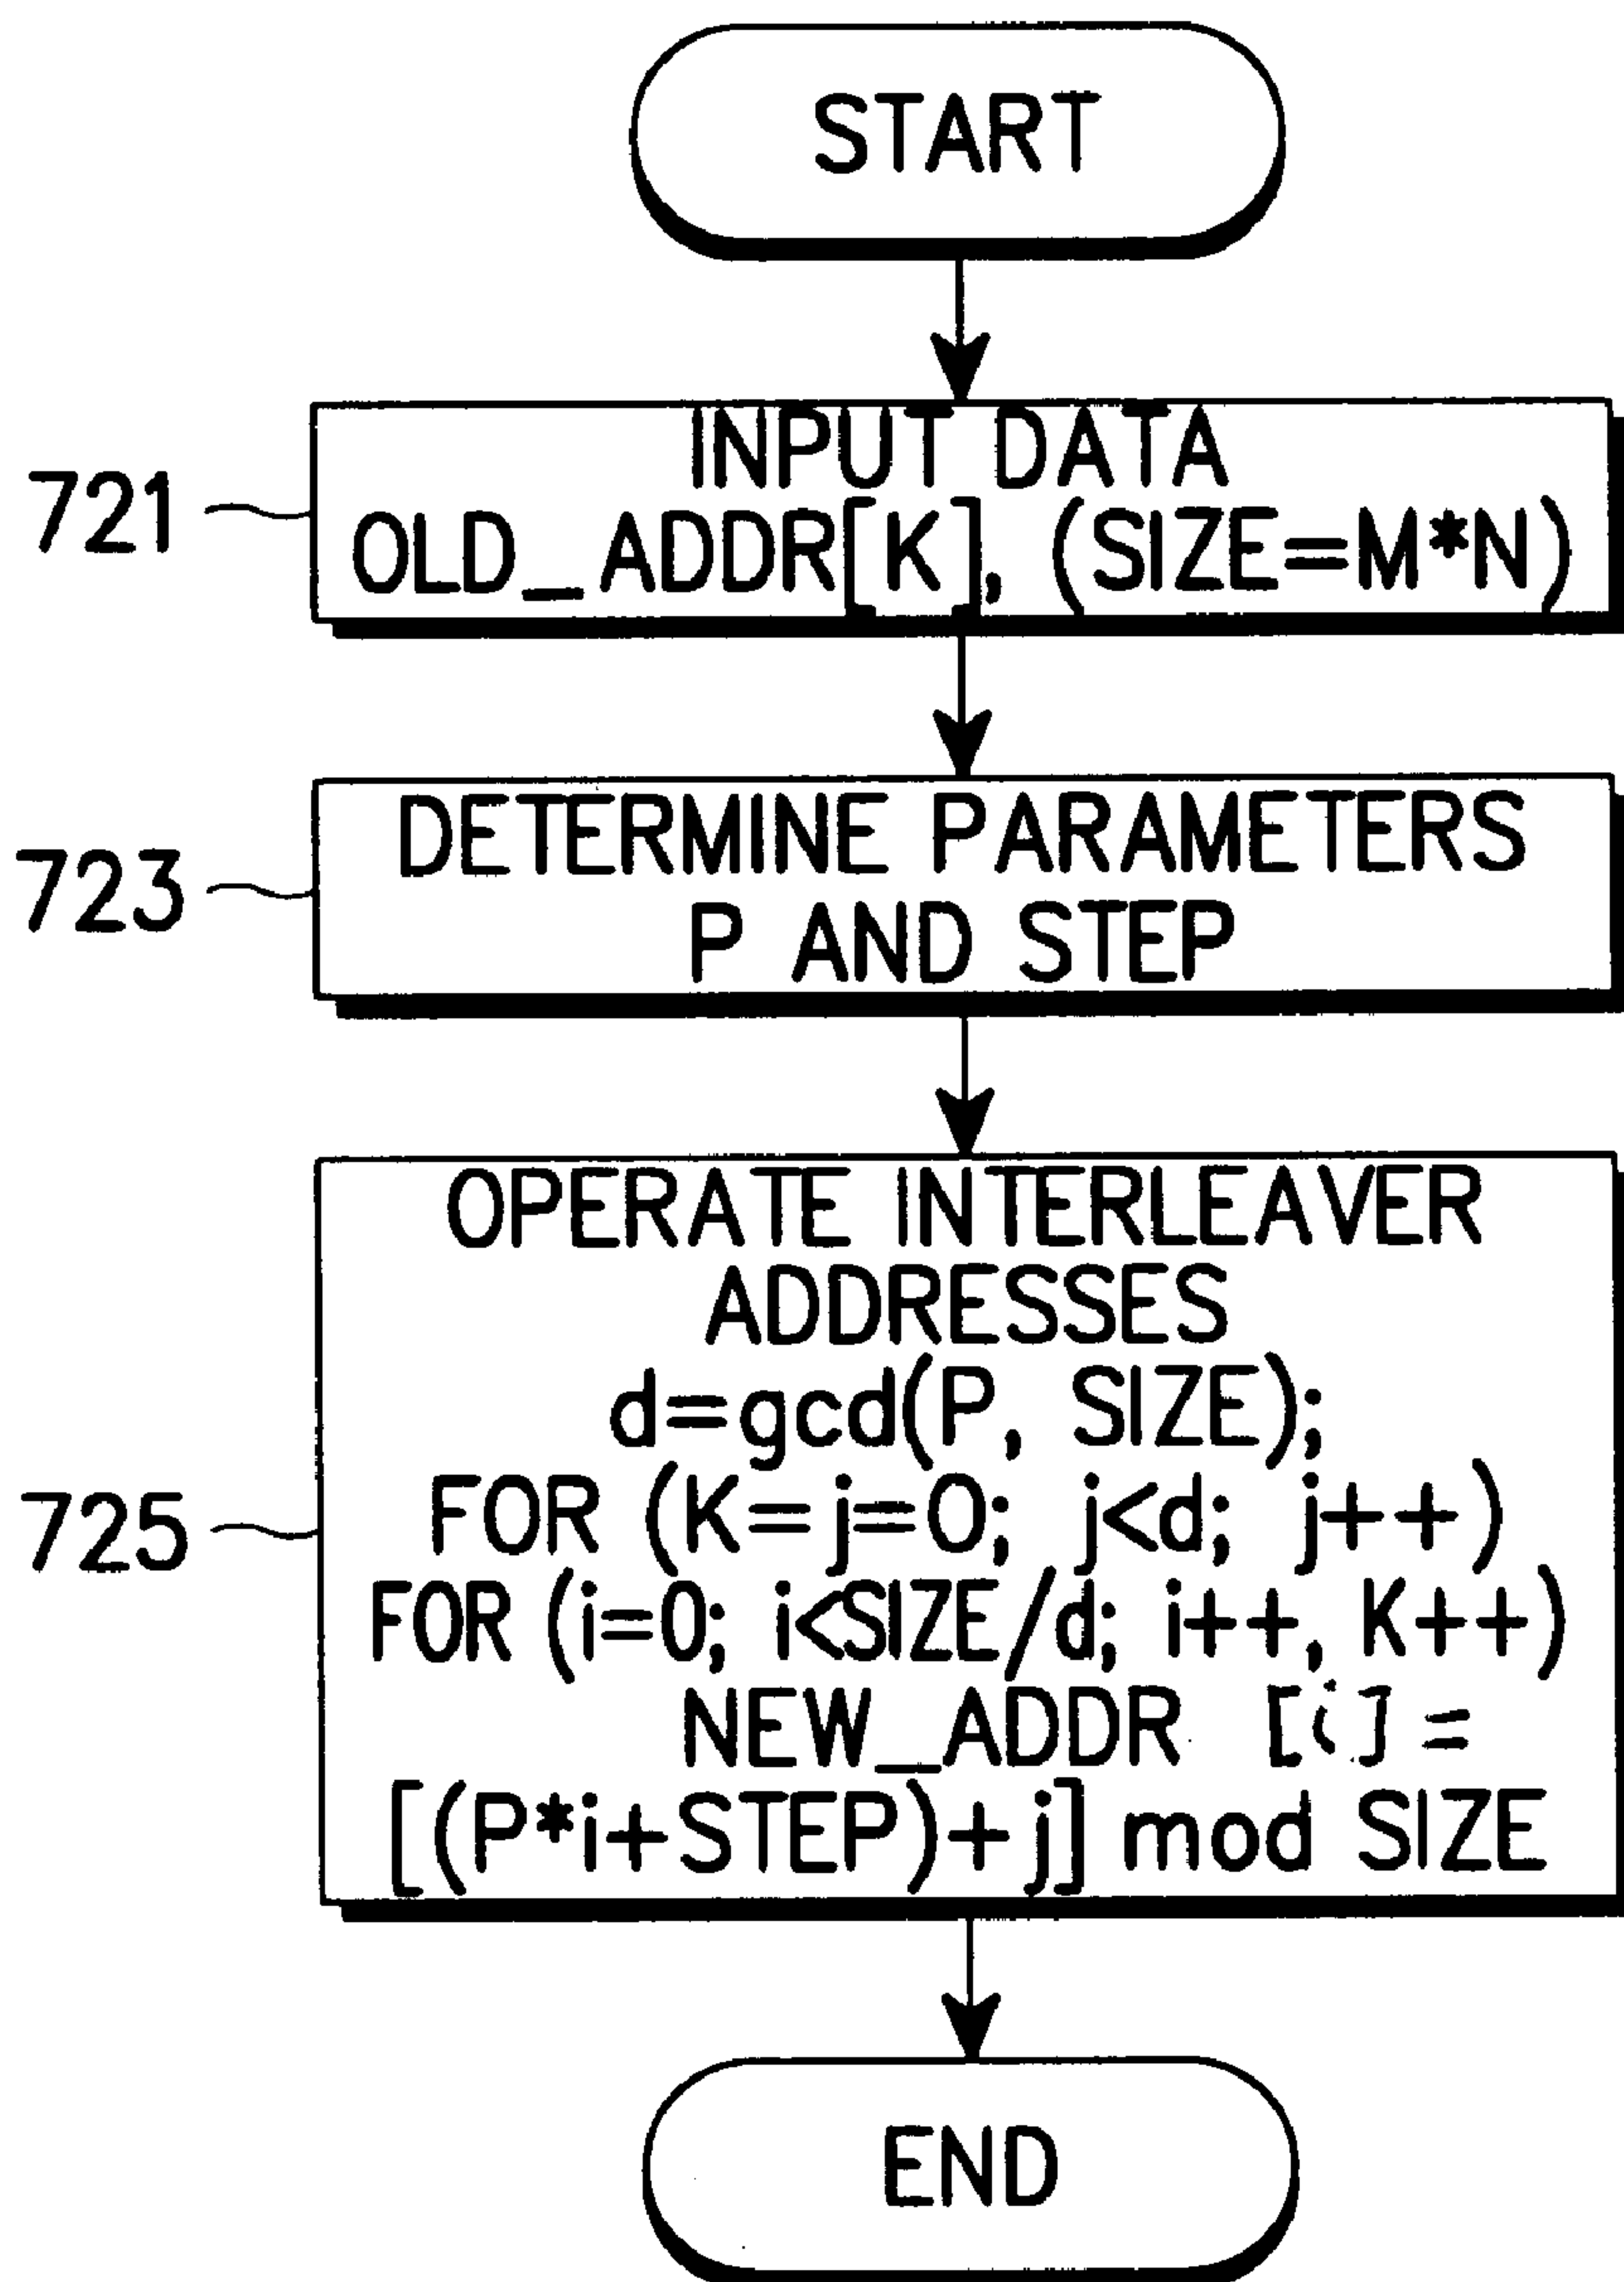 START
INPUT DATA
721
OLD_ADDR[K], (SIZE=M*N)
DETERMINE PARAMETERS
723
P AND STEP
OPERATE INTERLEAVER
ADDRESSES
d=gcd(P, SIZE);
725
FOR (K=j=0; j<d; j++)
FOR (i=0; i<SIZE/d; i++, K++)
NEW_ADDR [i] =
[(P*i+STEP)+j] mod SIZE
END